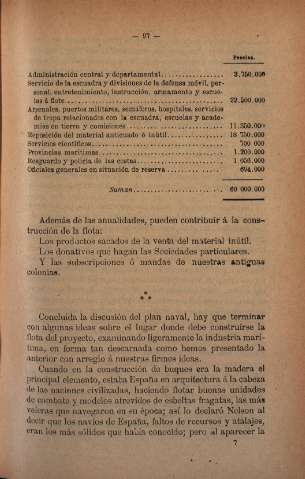 — 97 —
Pesetas.
Administración central y departamental.... 3.750.000
Servicio de la escuadra y divisiones de la defensa móvil, per-
sonal, entretenimiento, instrucción, armamento y escue-
las á flote.... 22.500.000
Arsenales, puertos militares, semáforos, hospitales, servicios
de tropa relacionados con la escuadra, escuelas y acade-
mias en tierra y comisiones.... 11.350.000
Reposición del material anticuado é inútil.... 18 750.000
Servicios científicos.... 700 000
Provincias marítimas.... 1.200.000
Resguardo y policía de las costas.... 1 056.000
Oficiales generales en situación de reserva.... 694.000
Suman.... 60 000 000
Además de las anualidades, pueden contribuir á la cons-
trucción de la flota:
Los productos sacados de la venta del material inútil.
Los donativos que hagan las Sociedades particulares.
Y las subscripciones ó mandas de nuestras antiguas
colonias.
* * *
Concluida la discusión del plan naval, hay que terminar
con algunas ideas sobre el lugar donde debe construirse la
flota del proyecto, examinando ligeramente la industria marí-
tima, en forma tan descarnada como hemos presentado la
anterior con arreglo á nuestras firmes ideas.
Cuando en la construcción de buques era la madera el
principal elemento, estaba España en arquitectura á la cabeza
de las naciones civilizadas, haciendo flotar buenas unidades
de combate y modelos atrevidos de esbeltas fragatas, las más
veleras que navegaron en su época; así lo declaró Nelson al
decir que los navíos de España, faltos de recursos y atalajes,
eran los más sólidos que había conocido; pero al aparecer la
7